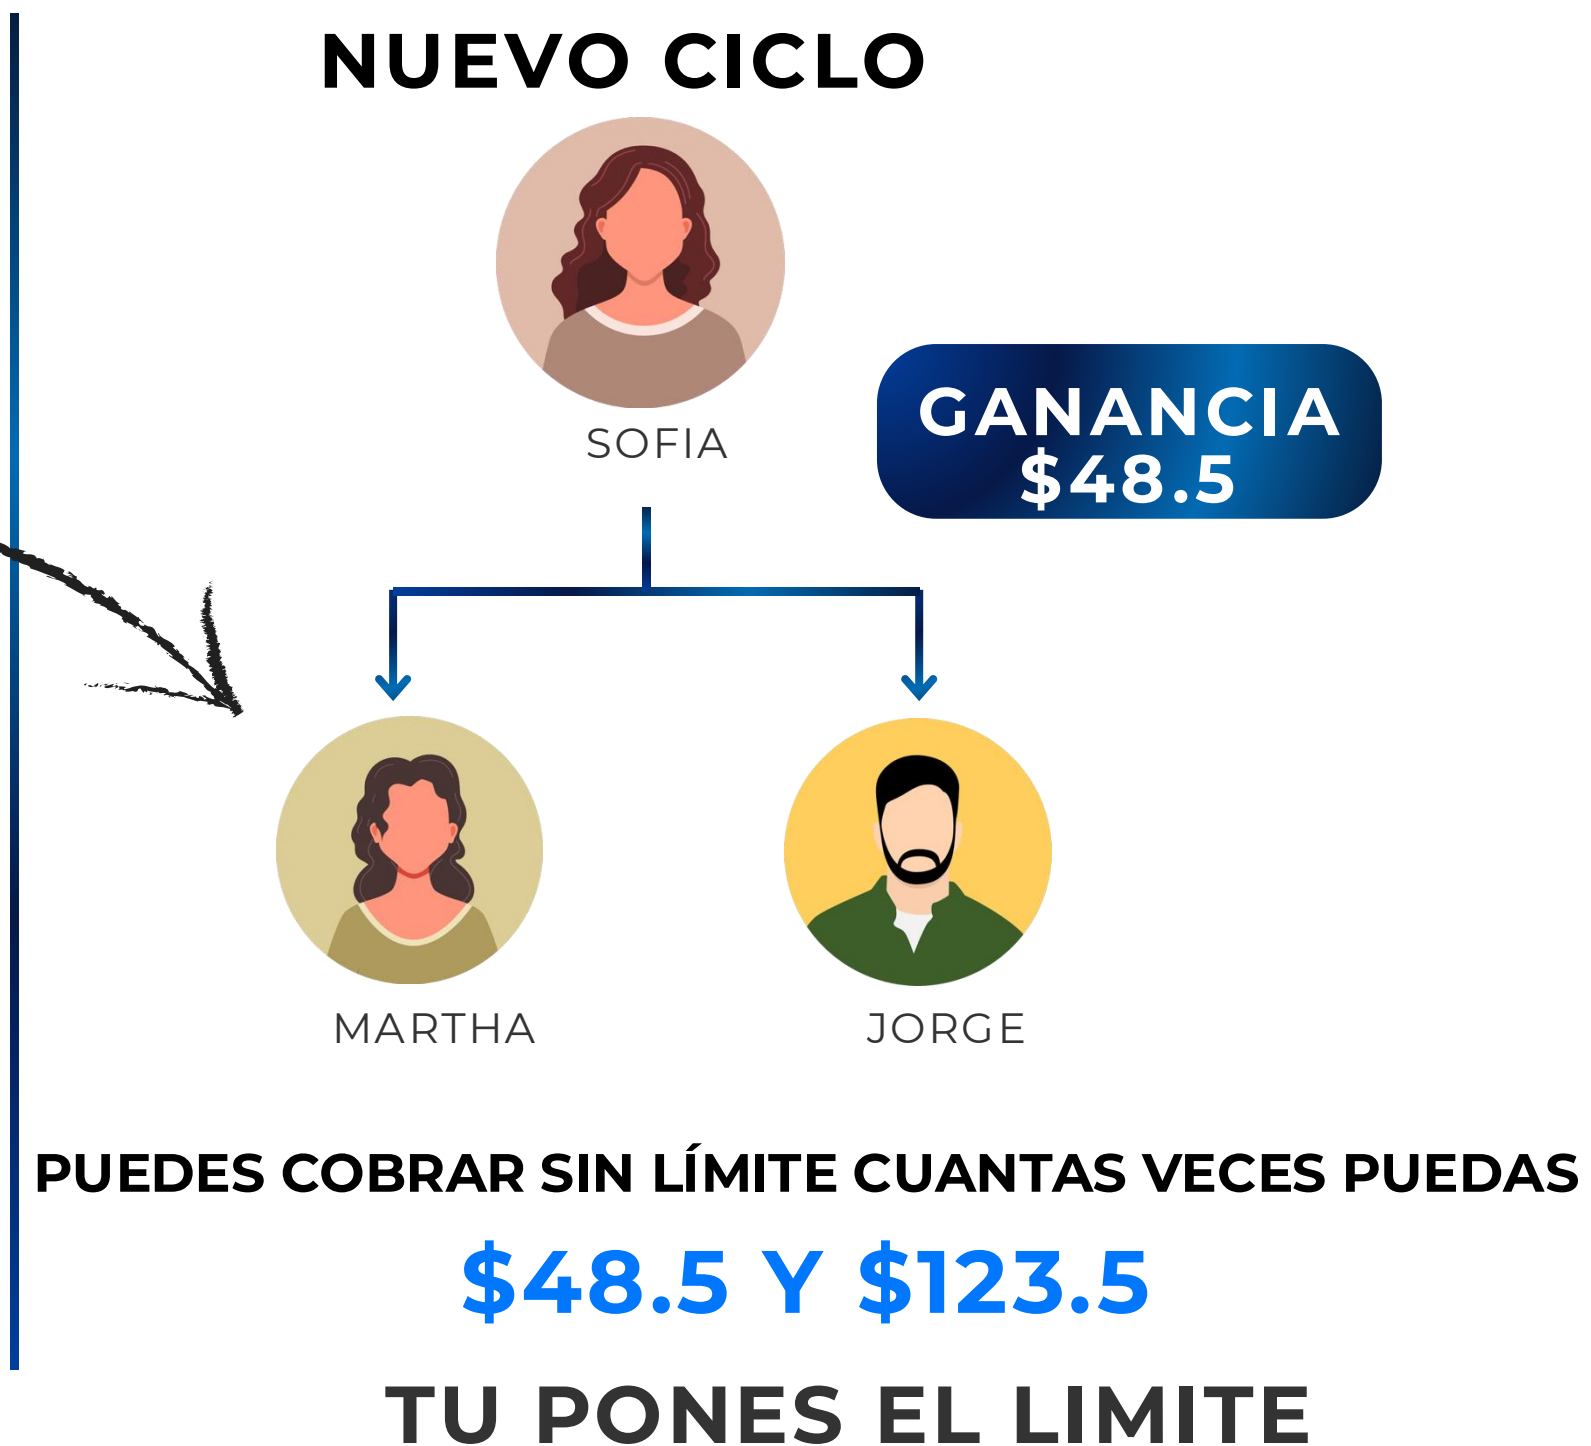 NUEVO CICLO
SOFIA
GANANCIA
$48.5
MARTHA
JORGE
PUEDES COBRAR SIN LÍMITE CUANTAS VECES PUEDAS
$48.5 Y $123.5
TU PONES EL LIMITE